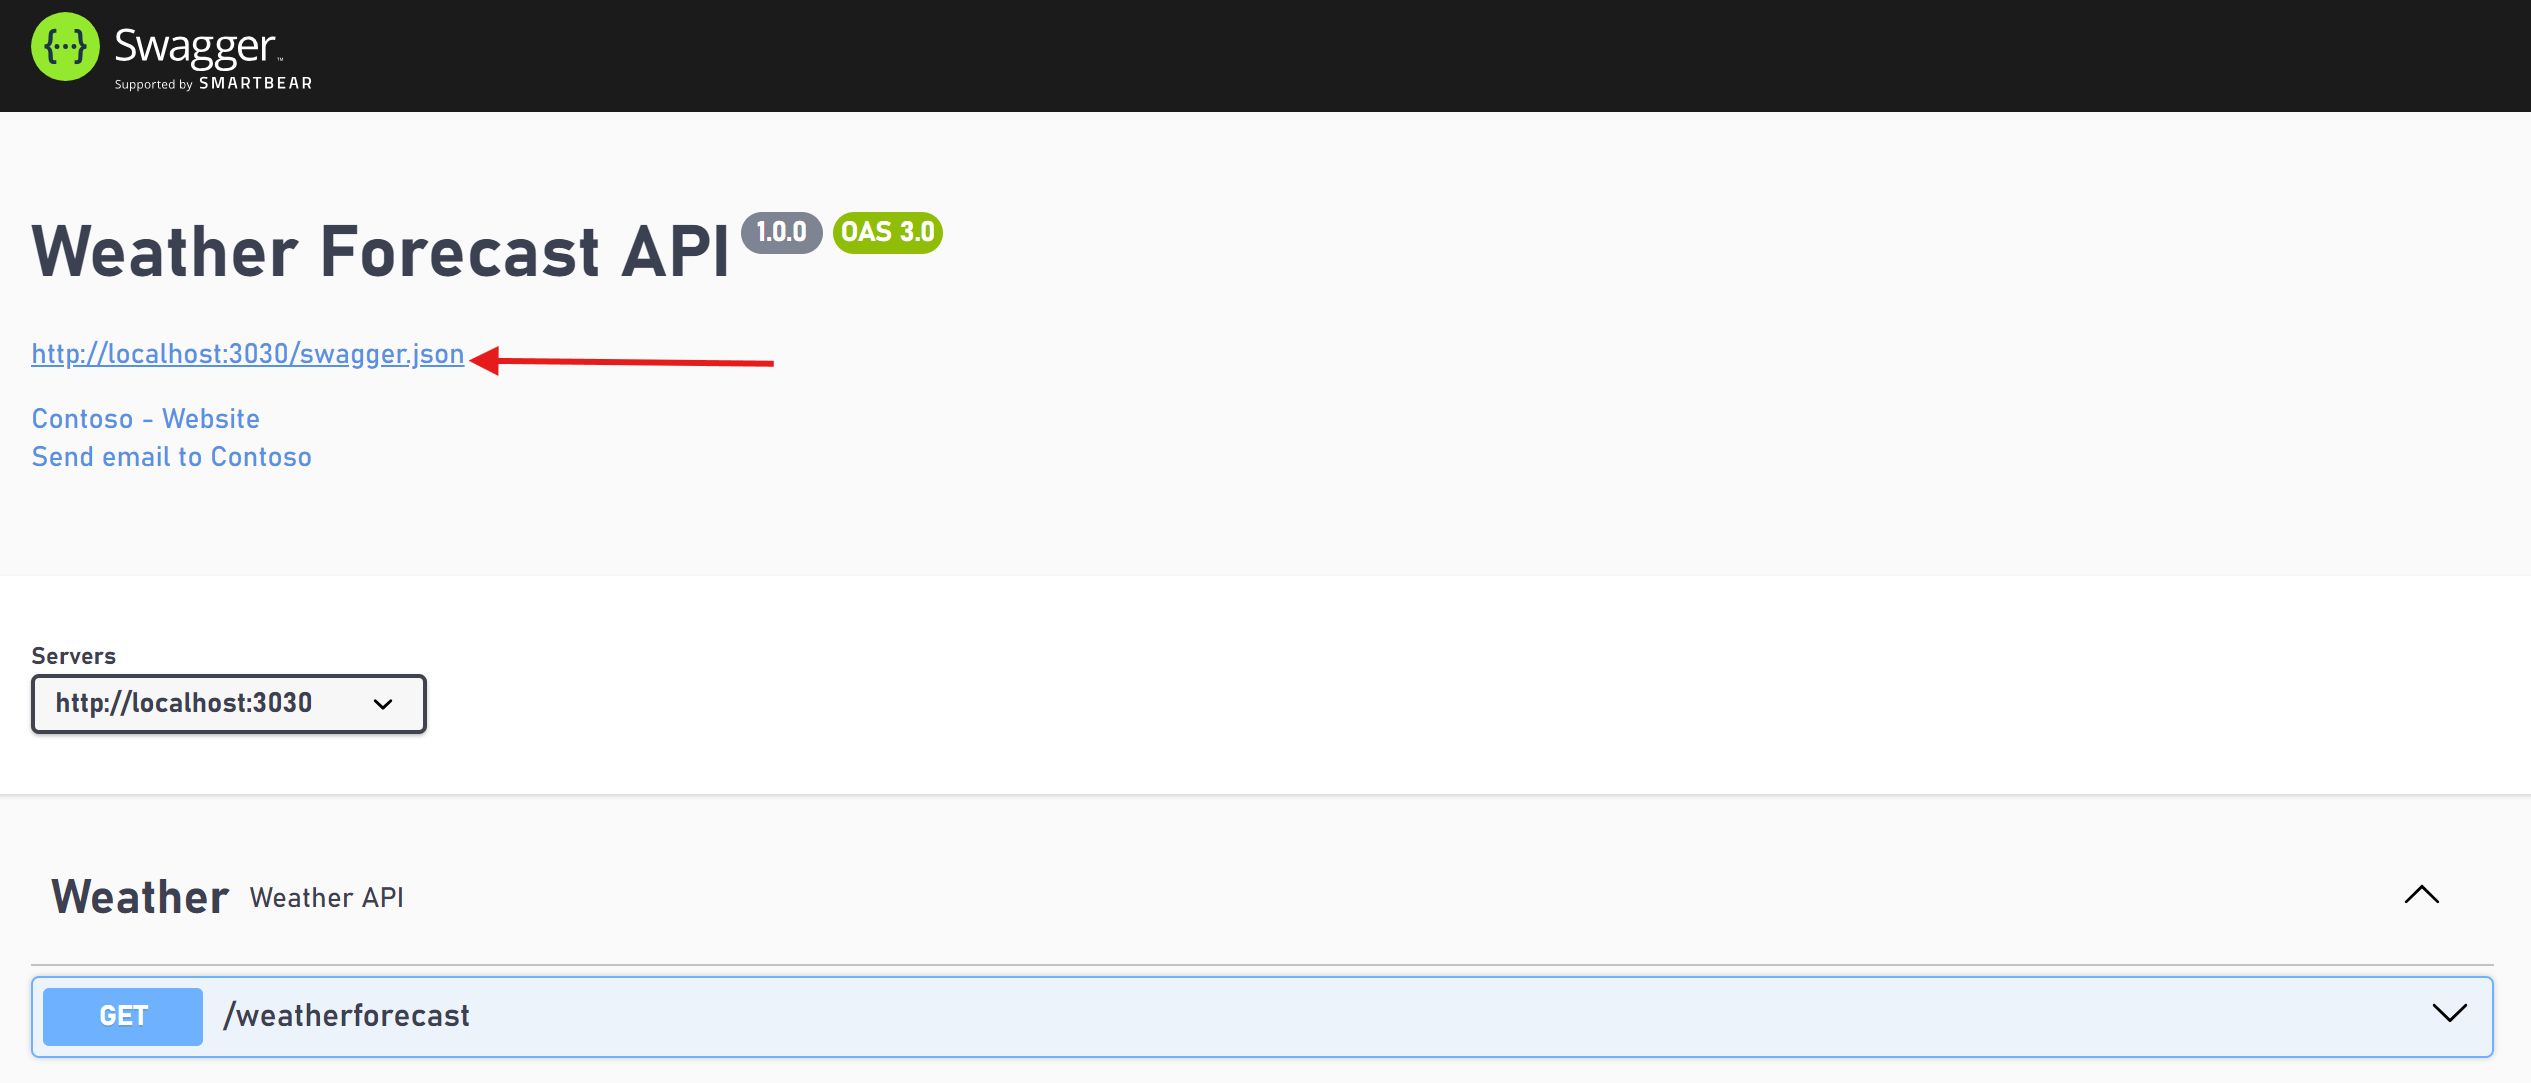 {···} Swagger™
Supported by SMARTBEAR
Weather Forecast API 1.0.0 OAS 3.0
http://localhost:3030/swagger.json
Contoso - Website
Send email to Contoso
Servers
http://localhost:3030
Weather Weather API
GET /weatherforecast